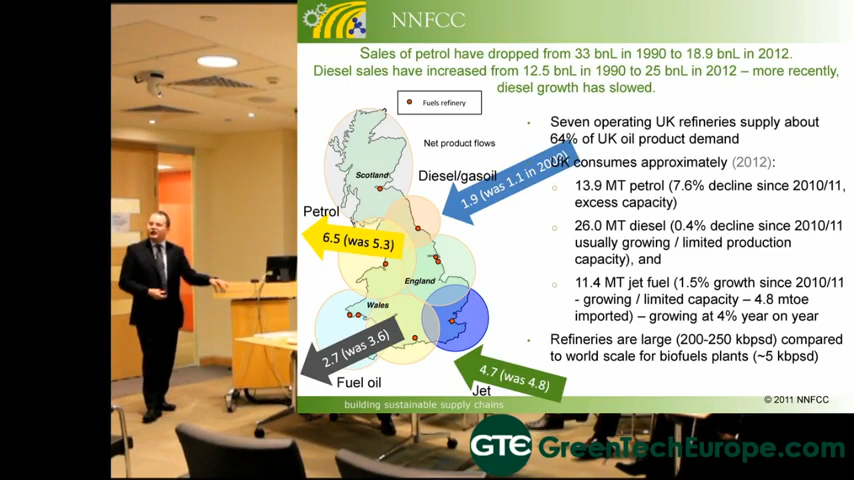 NNFCC
Sales of petrol have dropped from 33 bnL in 1990 to 18.9 bnL in 2012.
Diesel sales have increased from 12.5 bnL in 1990 to 25 bnL in 2012 – more recently,
diesel growth has slowed.
Fuels refinery
Net product flows
Scotland
Diesel/gasoil
1.9 (was 1.1 in 2009)
Petrol
6.5 (was 5.3)
England
Wales
2.7 (was 3.6)
Fuel oil
4.7 (was 4.8)
Jet
• Seven operating UK refineries supply about
64% of UK oil product demand
UK consumes approximately (2012):
13.9 MT petrol (7.6% decline since 2010/11,
excess capacity)
26.0 MT diesel (0.4% decline since 2010/11
usually growing / limited production
capacity), and
11.4 MT jet fuel (1.5% growth since 2010/11
- growing / limited capacity – 4.8 mtoe
imported) – growing at 4% year on year
• Refineries are large (200-250 kbpsd) compared
to world scale for biofuels plants (~5 kbpsd)
building sustainable supply chains
© 2011 NNFCC
GTE GreenTechEurope.com